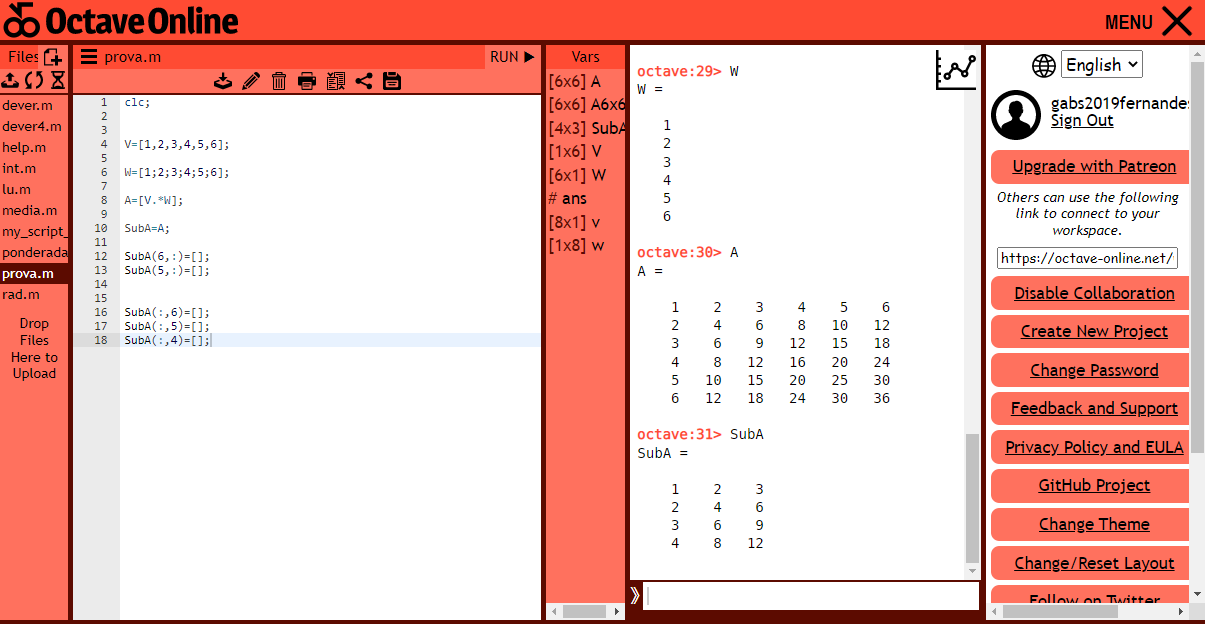 Octave Online
MENU
Files
dever.m
dever4.m
help.m
int.m
lu.m
media.m
my_script_
ponderada
prova.m
rad.m
Drop
Files
Here to
Upload
prova.m
RUN
1 clc;
2
3
4 V=[1,2,3,4,5,6];
5
6 W=[1;2;3;4;5;6];
7
8 A=[V.*W];
9
10 SubA=A;
11
12 SubA(6,:)=[];
13 SubA(5,:)=[];
14
15
16 SubA(:,6)=[];
17 SubA(:,5)=[];
18 SubA(:,4)=[];
Vars
[6x6] A
[6x6] A6x6
[4x3] SubA
[1x6] V
[6x1] W
# ans
[8x1] v
[1x8] w
octave:29> W
W =
1
2
3
4
5
6
octave:30> A
A =
1 2 3 4 5 6
2 4 6 8 10 12
3 6 9 12 15 18
4 8 12 16 20 24
5 10 15 20 25 30
6 12 18 24 30 36
octave:31> SubA
SubA =
1 2 3
2 4 6
3 6 9
4 8 12
English
gabs2019fernandes
Sign Out
Upgrade with Patreon
Others can use the following
link to connect to your
workspace.
https://octave-online.net/
Disable Collaboration
Create New Project
Change Password
Feedback and Support
Privacy Policy and EULA
GitHub Project
Change Theme
Change/Reset Layout
Follow on Twitter